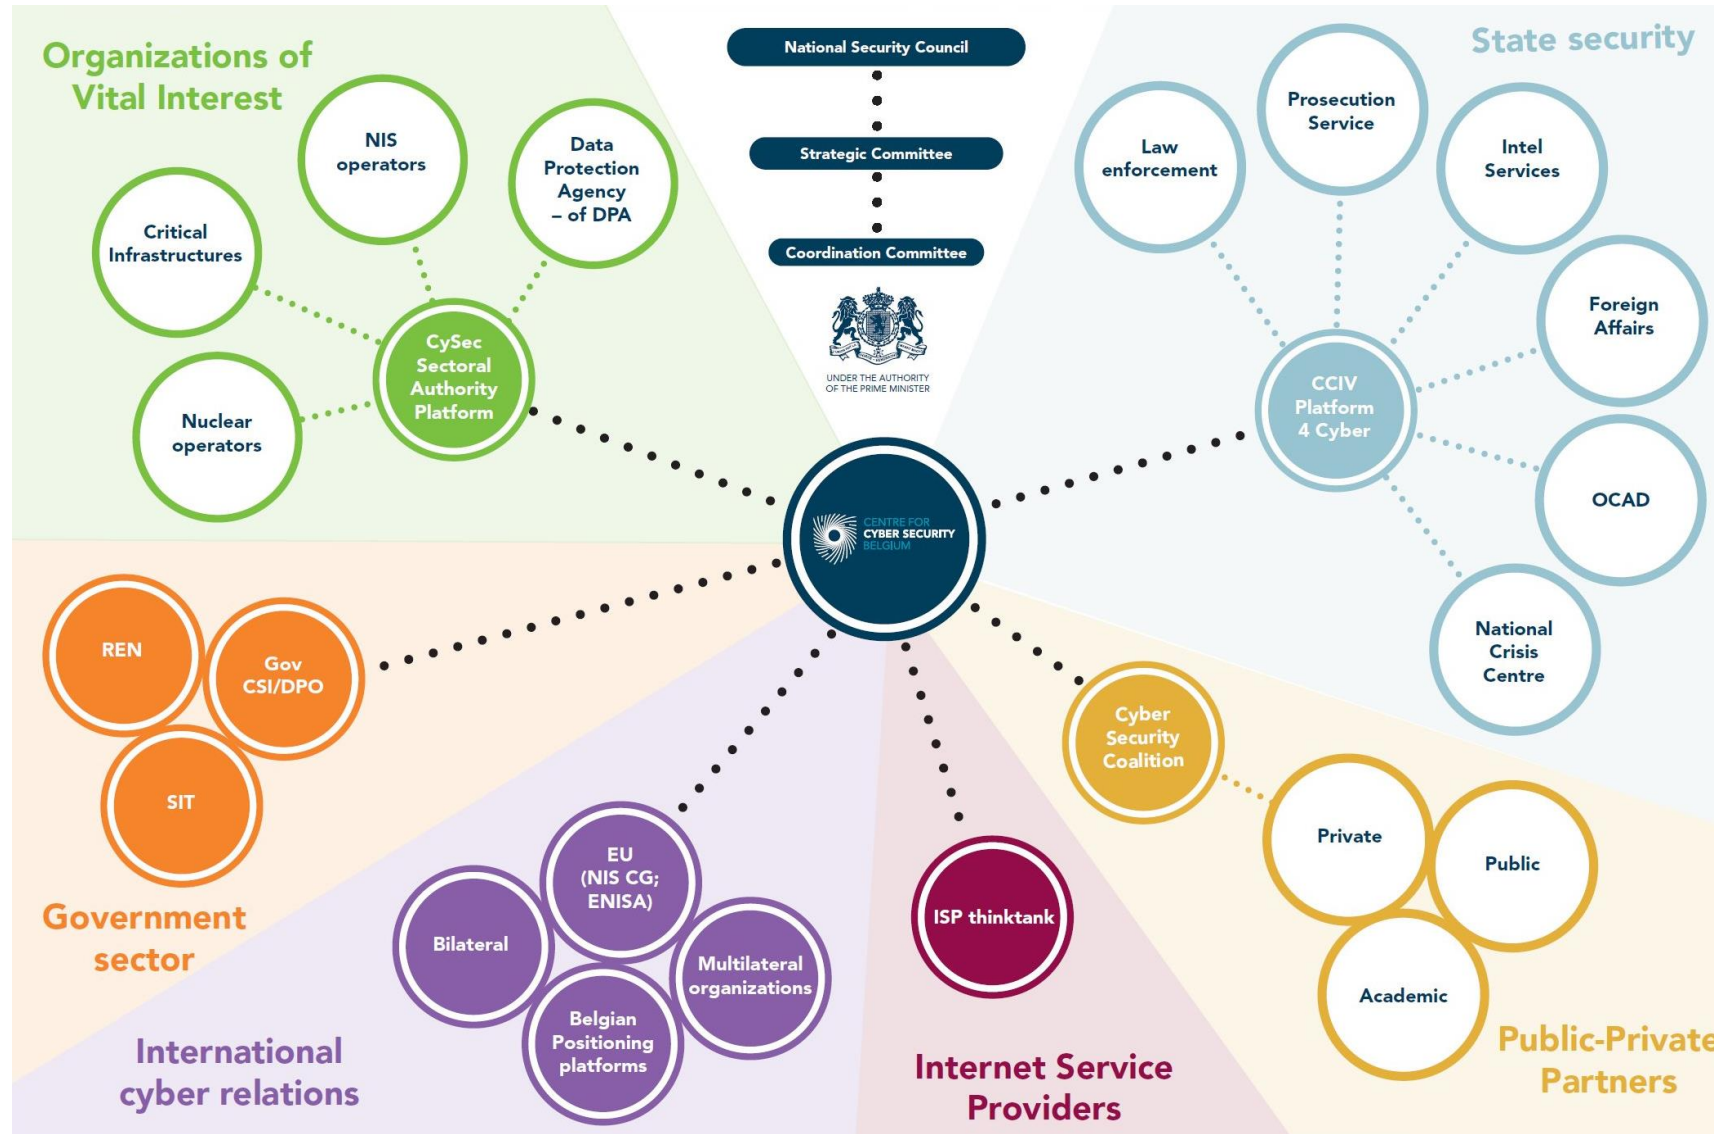 Organizations of
Vital Interest
NIS
operators
Data
Protection
Agency
– of DPA
Critical
Infrastructures
Nuclear
operators
CySec
Sectoral
Authority
Platform
National Security Council
Strategic Committee
Coordination Committee
UNDER THE AUTHORITY
OF THE PRIME MINISTER
State security
Law
enforcement
Prosecution
Service
Intel
Services
Foreign
Affairs
OCAD
National
Crisis
Centre
CCIV
Platform
4 Cyber
CENTRE FOR
CYBER SECURITY
BELGIUM
REN
Gov
CSI/DPO
SIT
Government
sector
EU
(NIS CG;
ENISA)
Bilateral
Multilateral
organizations
Belgian
Positioning
platforms
International
cyber relations
ISP thinktank
Internet Service
Providers
Cyber
Security
Coalition
Private
Public
Academic
Public-Private
Partners